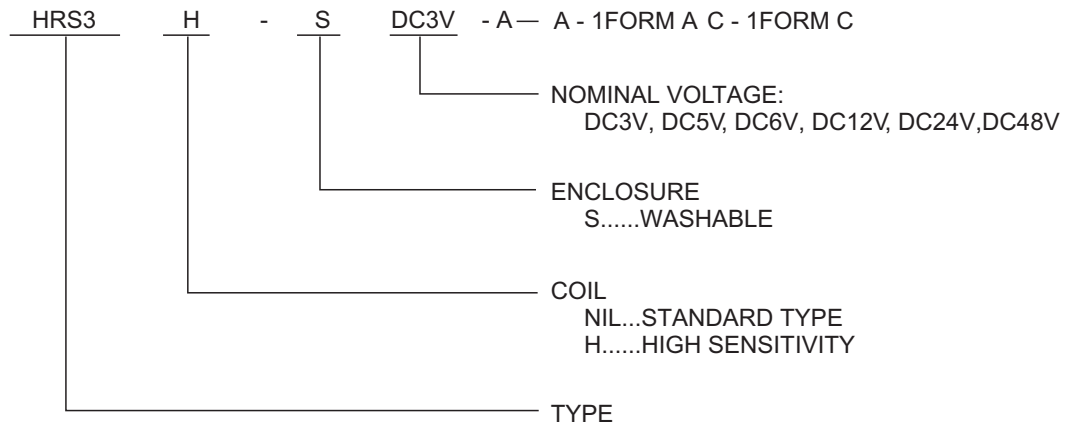 HRS3 H - S DC3V - A — A - 1FORM A C - 1FORM C
NOMINAL VOLTAGE:
DC3V, DC5V, DC6V, DC12V, DC24V,DC48V
ENCLOSURE
S......WASHABLE
COIL
NIL...STANDARD TYPE
H......HIGH SENSITIVITY
TYPE